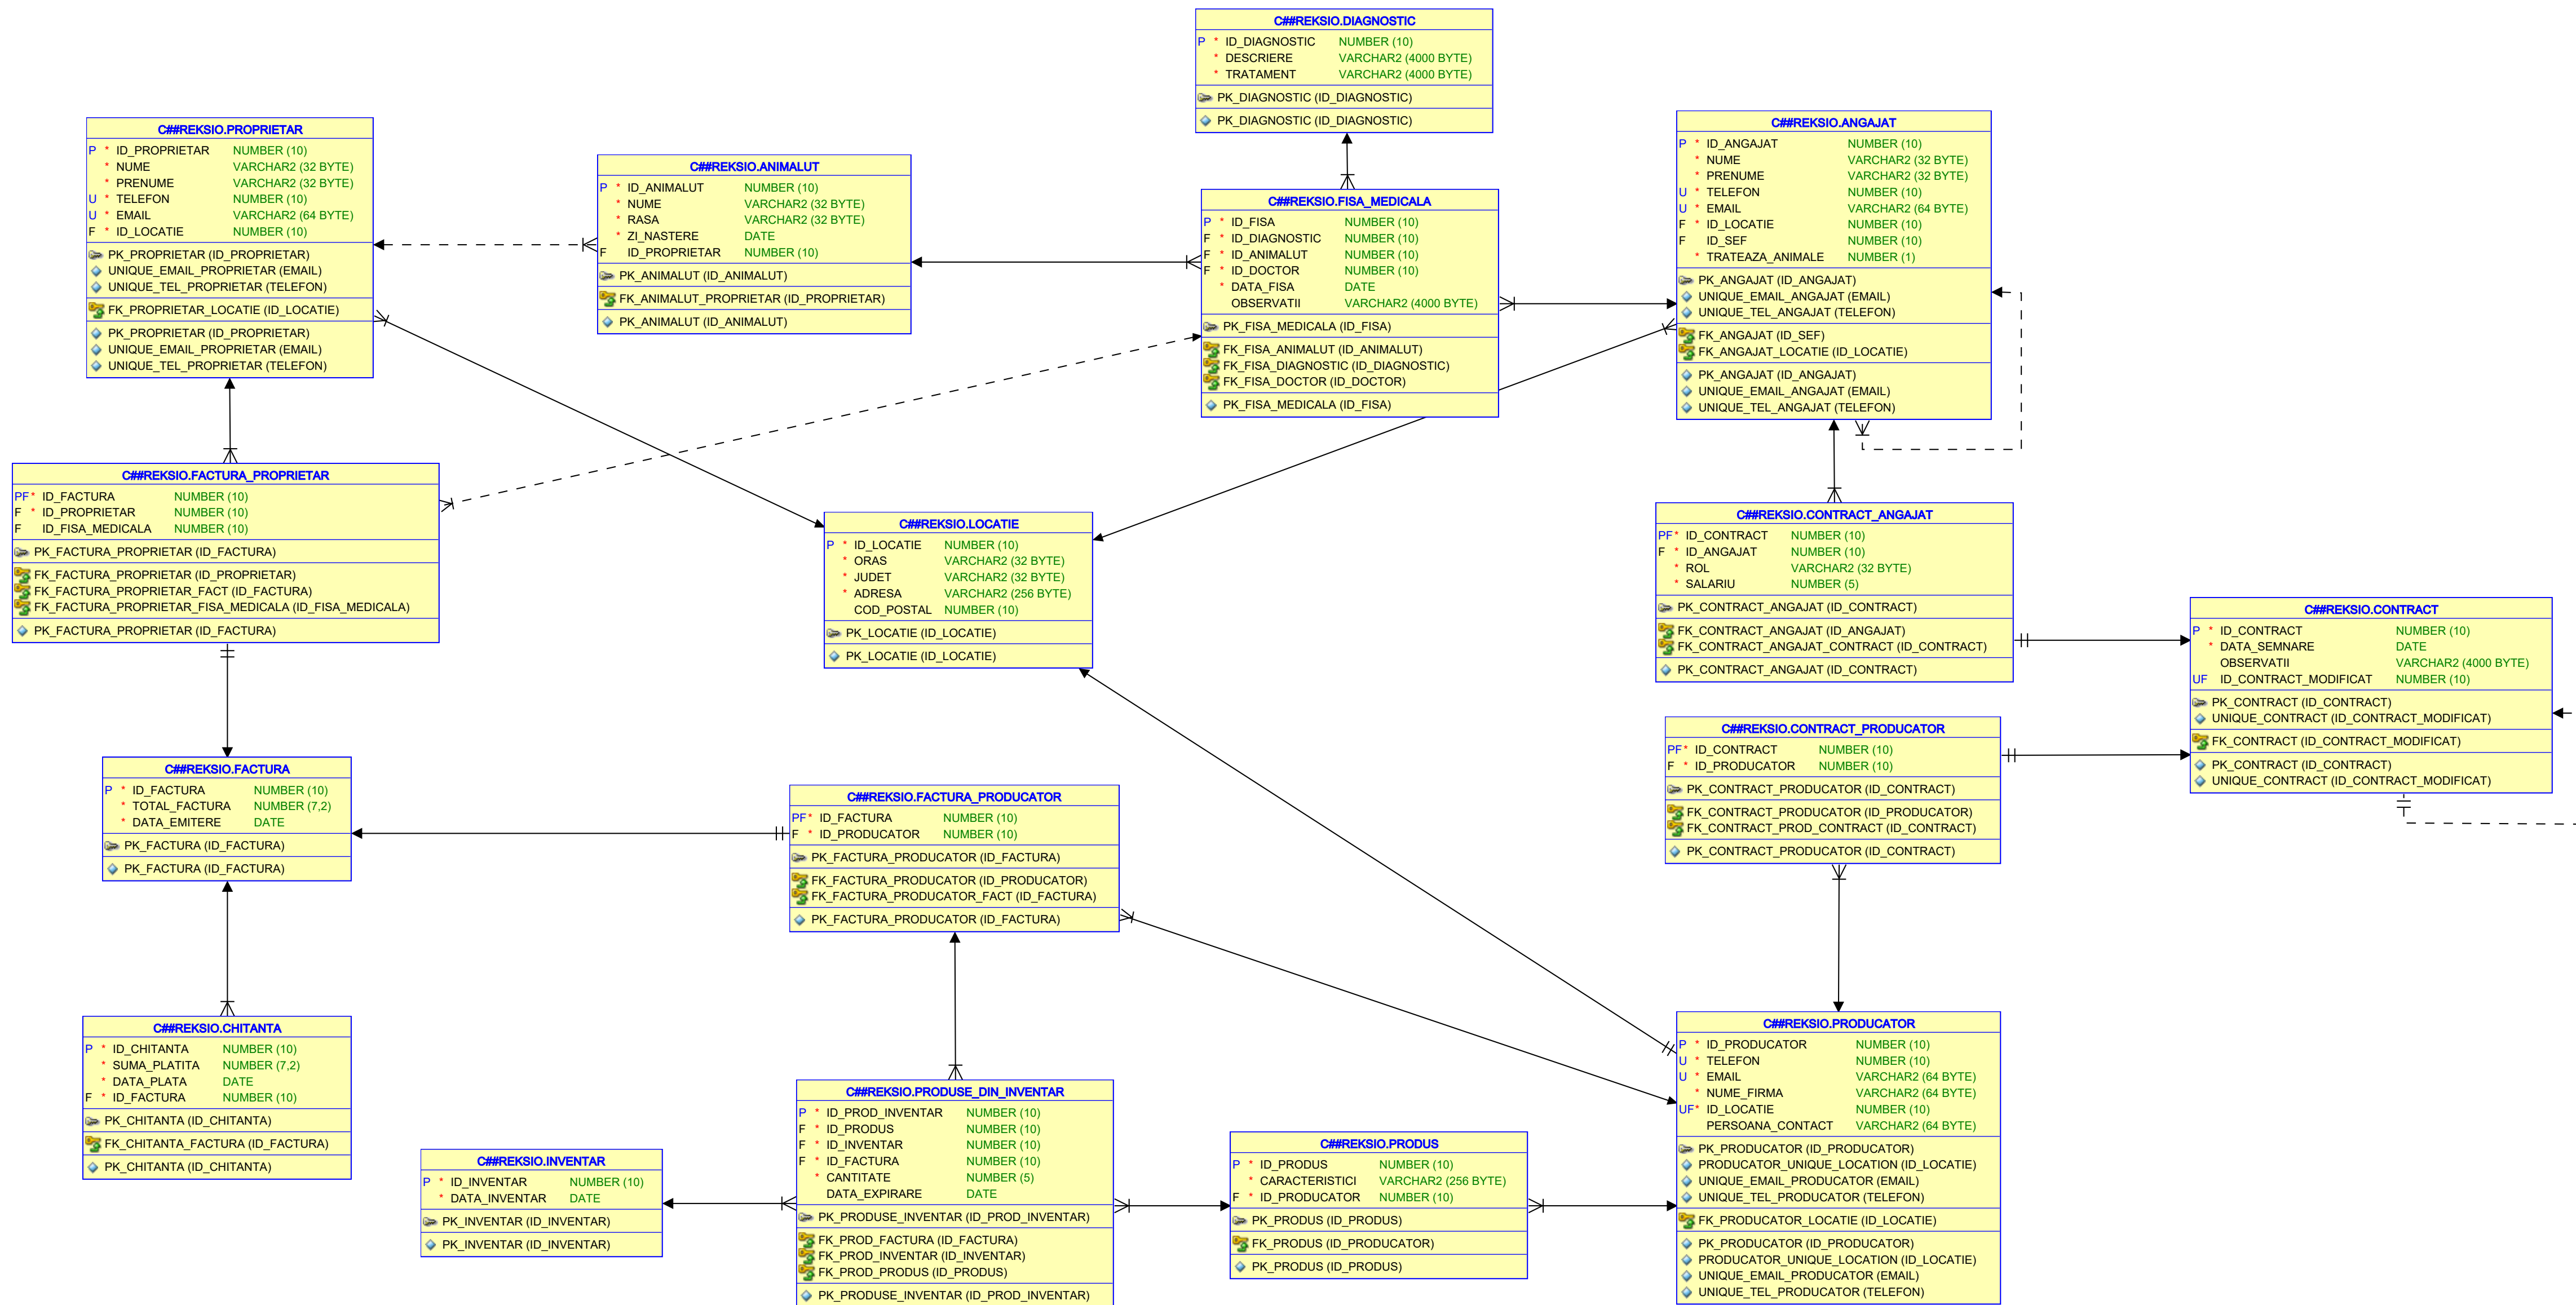 C##REKSIO.DIAGNOSTIC
P * ID_DIAGNOSTIC NUMBER (10)
* DESCRIERE VARCHAR2 (4000 BYTE)
* TRATAMENT VARCHAR2 (4000 BYTE)
PK_DIAGNOSTIC (ID_DIAGNOSTIC)
PK_DIAGNOSTIC (ID_DIAGNOSTIC)
C##REKSIO.PROPRIETAR
P * ID_PROPRIETAR NUMBER (10)
* NUME VARCHAR2 (32 BYTE)
* PRENUME VARCHAR2 (32 BYTE)
U * TELEFON NUMBER (10)
U * EMAIL VARCHAR2 (64 BYTE)
F * ID_LOCATIE NUMBER (10)
PK_PROPRIETAR (ID_PROPRIETAR)
UNIQUE_EMAIL_PROPRIETAR (EMAIL)
UNIQUE_TEL_PROPRIETAR (TELEFON)
FK_PROPRIETAR_LOCATIE (ID_LOCATIE)
PK_PROPRIETAR (ID_PROPRIETAR)
UNIQUE_EMAIL_PROPRIETAR (EMAIL)
UNIQUE_TEL_PROPRIETAR (TELEFON)
C##REKSIO.ANIMALUT
P * ID_ANIMALUT NUMBER (10)
* NUME VARCHAR2 (32 BYTE)
* RASA VARCHAR2 (32 BYTE)
* ZI_NASTERE DATE
F ID_PROPRIETAR NUMBER (10)
PK_ANIMALUT (ID_ANIMALUT)
FK_ANIMALUT_PROPRIETAR (ID_PROPRIETAR)
PK_ANIMALUT (ID_ANIMALUT)
C##REKSIO.FISA_MEDICALA
P * ID_FISA NUMBER (10)
F * ID_DIAGNOSTIC NUMBER (10)
F * ID_ANIMALUT NUMBER (10)
F * ID_DOCTOR NUMBER (10)
* DATA_FISA DATE
OBSERVATII VARCHAR2 (4000 BYTE)
PK_FISA_MEDICALA (ID_FISA)
FK_FISA_ANIMALUT (ID_ANIMALUT)
FK_FISA_DIAGNOSTIC (ID_DIAGNOSTIC)
FK_FISA_DOCTOR (ID_DOCTOR)
PK_FISA_MEDICALA (ID_FISA)
C##REKSIO.ANGAJAT
P * ID_ANGAJAT NUMBER (10)
* NUME VARCHAR2 (32 BYTE)
* PRENUME VARCHAR2 (32 BYTE)
U * TELEFON NUMBER (10)
U * EMAIL VARCHAR2 (64 BYTE)
F * ID_LOCATIE NUMBER (10)
F ID_SEF NUMBER (10)
* TRATEAZA_ANIMALE NUMBER (1)
PK_ANGAJAT (ID_ANGAJAT)
UNIQUE_EMAIL_ANGAJAT (EMAIL)
UNIQUE_TEL_ANGAJAT (TELEFON)
FK_ANGAJAT (ID_SEF)
FK_ANGAJAT_LOCATIE (ID_LOCATIE)
PK_ANGAJAT (ID_ANGAJAT)
UNIQUE_EMAIL_ANGAJAT (EMAIL)
UNIQUE_TEL_ANGAJAT (TELEFON)
C##REKSIO.FACTURA_PROPRIETAR
PF* ID_FACTURA NUMBER (10)
F * ID_PROPRIETAR NUMBER (10)
F ID_FISA_MEDICALA NUMBER (10)
PK_FACTURA_PROPRIETAR (ID_FACTURA)
FK_FACTURA_PROPRIETAR (ID_PROPRIETAR)
FK_FACTURA_PROPRIETAR_FACT (ID_FACTURA)
FK_FACTURA_PROPRIETAR_FISA_MEDICALA (ID_FISA_MEDICALA)
PK_FACTURA_PROPRIETAR (ID_FACTURA)
C##REKSIO.LOCATIE
P * ID_LOCATIE NUMBER (10)
* ORAS VARCHAR2 (32 BYTE)
* JUDET VARCHAR2 (32 BYTE)
* ADRESA VARCHAR2 (256 BYTE)
COD_POSTAL NUMBER (10)
PK_LOCATIE (ID_LOCATIE)
PK_LOCATIE (ID_LOCATIE)
C##REKSIO.CONTRACT_ANGAJAT
PF* ID_CONTRACT NUMBER (10)
F * ID_ANGAJAT NUMBER (10)
* ROL VARCHAR2 (32 BYTE)
* SALARIU NUMBER (5)
PK_CONTRACT_ANGAJAT (ID_CONTRACT)
FK_CONTRACT_ANGAJAT (ID_ANGAJAT)
FK_CONTRACT_ANGAJAT_CONTRACT (ID_CONTRACT)
PK_CONTRACT_ANGAJAT (ID_CONTRACT)
C##REKSIO.CONTRACT
P * ID_CONTRACT NUMBER (10)
* DATA_SEMNARE DATE
OBSERVATII VARCHAR2 (4000 BYTE)
UF ID_CONTRACT_MODIFICAT NUMBER (10)
PK_CONTRACT (ID_CONTRACT)
UNIQUE_CONTRACT (ID_CONTRACT_MODIFICAT)
FK_CONTRACT (ID_CONTRACT_MODIFICAT)
PK_CONTRACT (ID_CONTRACT)
UNIQUE_CONTRACT (ID_CONTRACT_MODIFICAT)
C##REKSIO.CONTRACT_PRODUCATOR
PF* ID_CONTRACT NUMBER (10)
F * ID_PRODUCATOR NUMBER (10)
PK_CONTRACT_PRODUCATOR (ID_CONTRACT)
FK_CONTRACT_PRODUCATOR (ID_PRODUCATOR)
FK_CONTRACT_PROD_CONTRACT (ID_CONTRACT)
PK_CONTRACT_PRODUCATOR (ID_CONTRACT)
C##REKSIO.FACTURA
P * ID_FACTURA NUMBER (10)
* TOTAL_FACTURA NUMBER (7,2)
* DATA_EMITERE DATE
PK_FACTURA (ID_FACTURA)
PK_FACTURA (ID_FACTURA)
C##REKSIO.FACTURA_PRODUCATOR
PF* ID_FACTURA NUMBER (10)
F * ID_PRODUCATOR NUMBER (10)
PK_FACTURA_PRODUCATOR (ID_FACTURA)
FK_FACTURA_PRODUCATOR (ID_PRODUCATOR)
FK_FACTURA_PRODUCATOR_FACT (ID_FACTURA)
PK_FACTURA_PRODUCATOR (ID_FACTURA)
C##REKSIO.CHITANTA
P * ID_CHITANTA NUMBER (10)
* SUMA_PLATITA NUMBER (7,2)
* DATA_PLATA DATE
F * ID_FACTURA NUMBER (10)
PK_CHITANTA (ID_CHITANTA)
FK_CHITANTA_FACTURA (ID_FACTURA)
PK_CHITANTA (ID_CHITANTA)
C##REKSIO.INVENTAR
P * ID_INVENTAR NUMBER (10)
* DATA_INVENTAR DATE
PK_INVENTAR (ID_INVENTAR)
PK_INVENTAR (ID_INVENTAR)
C##REKSIO.PRODUSE_DIN_INVENTAR
P * ID_PROD_INVENTAR NUMBER (10)
F * ID_PRODUS NUMBER (10)
F * ID_INVENTAR NUMBER (10)
F * ID_FACTURA NUMBER (10)
* CANTITATE NUMBER (5)
DATA_EXPIRARE DATE
PK_PRODUSE_INVENTAR (ID_PROD_INVENTAR)
FK_PROD_FACTURA (ID_FACTURA)
FK_PROD_INVENTAR (ID_INVENTAR)
FK_PROD_PRODUS (ID_PRODUS)
PK_PRODUSE_INVENTAR (ID_PROD_INVENTAR)
C##REKSIO.PRODUS
P * ID_PRODUS NUMBER (10)
* CARACTERISTICI VARCHAR2 (256 BYTE)
F * ID_PRODUCATOR NUMBER (10)
PK_PRODUS (ID_PRODUS)
FK_PRODUS (ID_PRODUCATOR)
PK_PRODUS (ID_PRODUS)
C##REKSIO.PRODUCATOR
P * ID_PRODUCATOR NUMBER (10)
U * TELEFON NUMBER (10)
U * EMAIL VARCHAR2 (64 BYTE)
* NUME_FIRMA VARCHAR2 (64 BYTE)
UF* ID_LOCATIE NUMBER (10)
PERSOANA_CONTACT VARCHAR2 (64 BYTE)
PK_PRODUCATOR (ID_PRODUCATOR)
PRODUCATOR_UNIQUE_LOCATION (ID_LOCATIE)
UNIQUE_EMAIL_PRODUCATOR (EMAIL)
UNIQUE_TEL_PRODUCATOR (TELEFON)
FK_PRODUCATOR_LOCATIE (ID_LOCATIE)
PK_PRODUCATOR (ID_PRODUCATOR)
PRODUCATOR_UNIQUE_LOCATION (ID_LOCATIE)
UNIQUE_EMAIL_PRODUCATOR (EMAIL)
UNIQUE_TEL_PRODUCATOR (TELEFON)